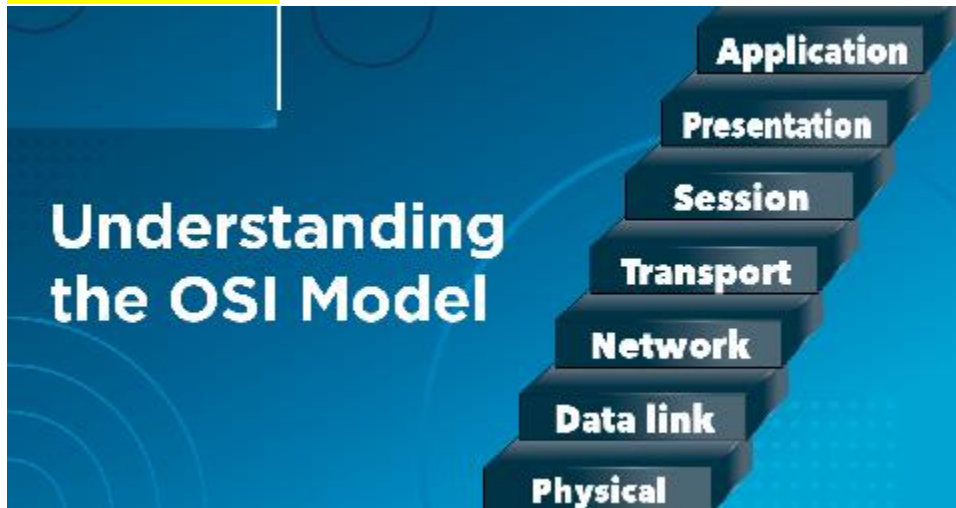 Understanding
the OSI Model
Application
Presentation
Session
Transport
Network
Data link
Physical